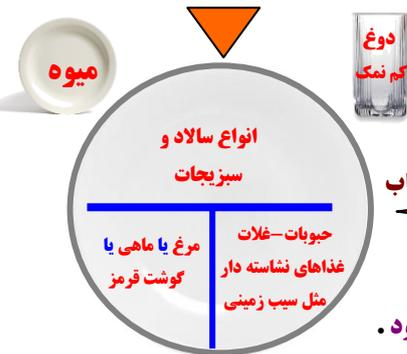 میوه
دوغ
کم نمک
انواع سالاد و
سبزیجات
حبوبات-غلات
غذاهای نشاسته دار
مثل سیب زمینی
مرغ یا ماهی یا
گوشت قرمز